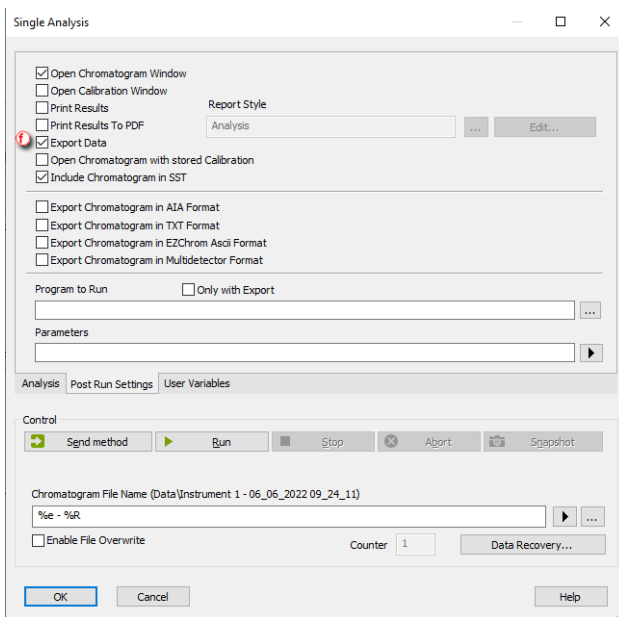 Single Analysis
Open Chromatogram Window
Open Calibration Window
Print Results
Report Style
Print Results To PDF
Analysis
...
Edit...
f
Export Data
Open Chromatogram with stored Calibration
Include Chromatogram in SST
Export Chromatogram in AIA Format
Export Chromatogram in TXT Format
Export Chromatogram in EZChrom Ascii Format
Export Chromatogram in Multidetector Format
Program to Run
Only with Export
...
Parameters
Analysis
Post Run Settings
User Variables
Control
Send method
Run
Stop
Abort
Snapshot
Chromatogram File Name (Data\Instrument 1 - 06_06_2022 09_24_11)
%e - %R
...
Enable File Overwrite
Counter
1
Data Recovery...
OK
Cancel
Help